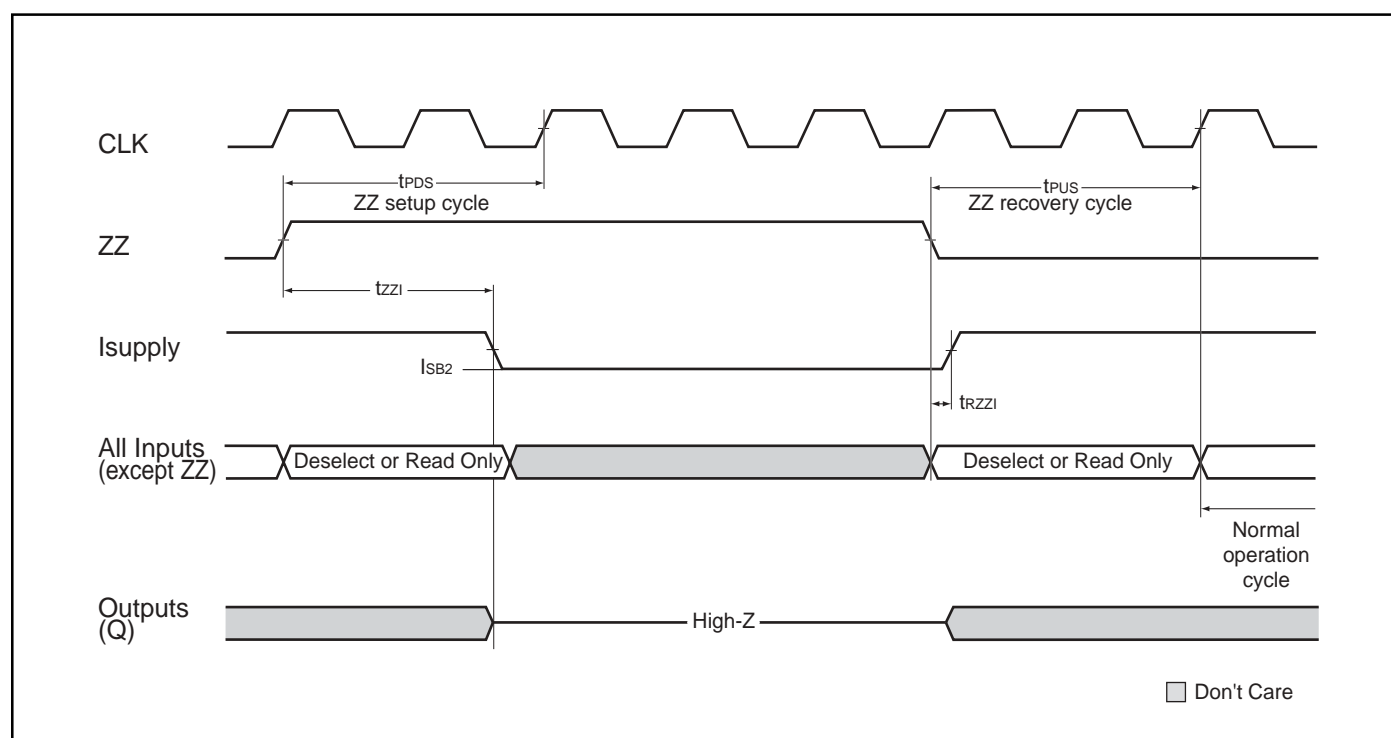 CLK
tPDS
ZZ setup cycle
tPUS
ZZ recovery cycle
ZZ
tZZI
Isupply
ISB2
tRZZI
All Inputs
(except ZZ)
Deselect or Read Only
Deselect or Read Only
Normal
operation
cycle
Outputs
(Q)
High-Z
Don't Care